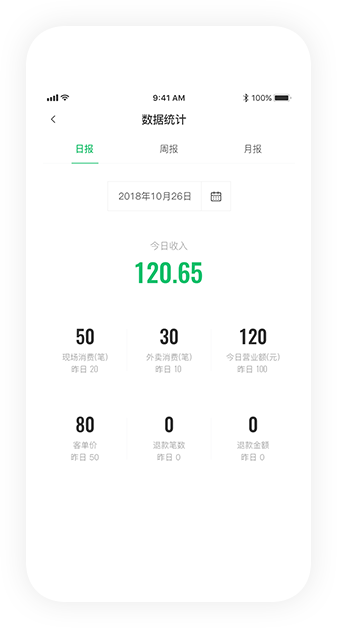 9:41 AM 100%
数据统计
日报 周报 月报
2018年10月26日
今日收入
120.65
50 30 120
现场消费(笔) 外卖消费(笔) 今日营业额(元)
昨日 20 昨日 10 昨日 100
80 0 0
客单价 退款笔数 退款金额
昨日 50 昨日 0 昨日 0